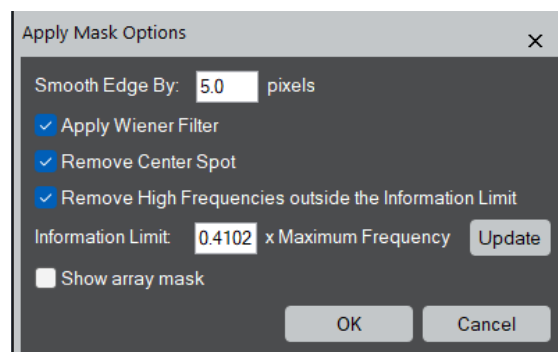 Apply Mask Options
Smooth Edge By: 5.0 pixels
Apply Wiener Filter
Remove Center Spot
Remove High Frequencies outside the Information Limit
Information Limit: 0.4102 x Maximum Frequency Update
Show array mask
OK Cancel